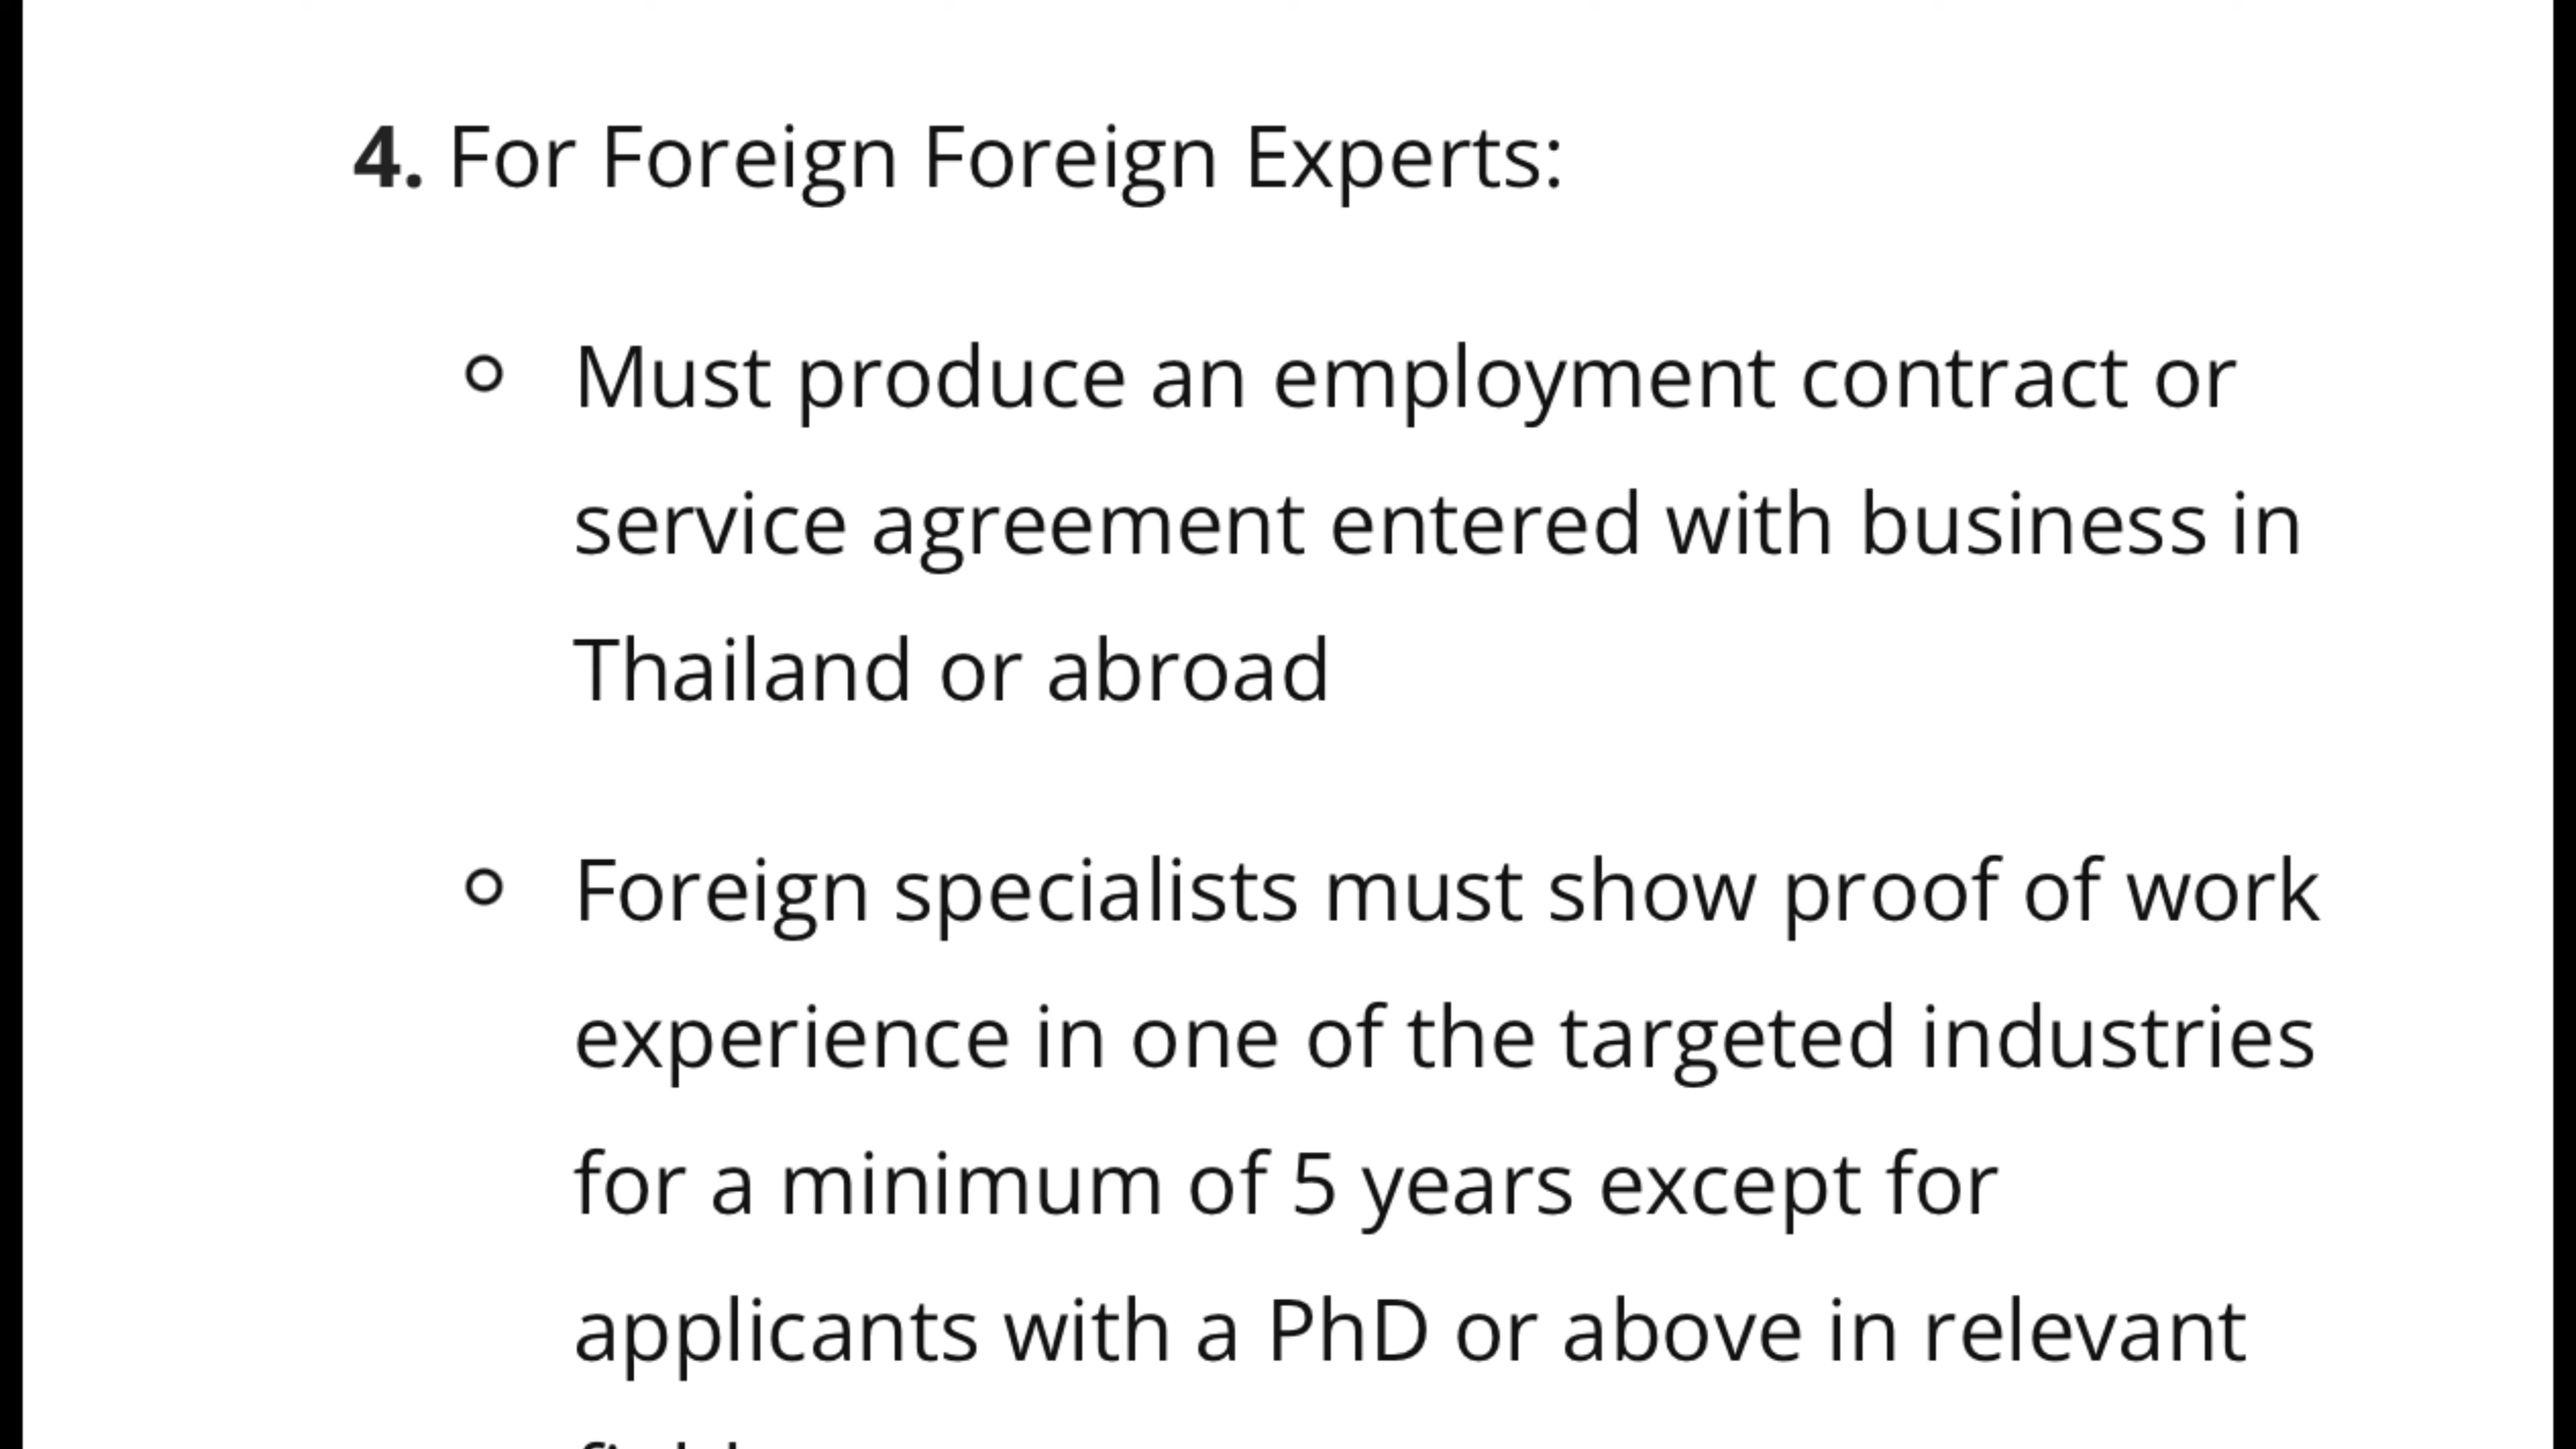 4. For Foreign Foreign Experts:
Must produce an employment contract or
service agreement entered with business in
Thailand or abroad
Foreign specialists must show proof of work
experience in one of the targeted industries
for a minimum of 5 years except for
applicants with a PhD or above in relevant